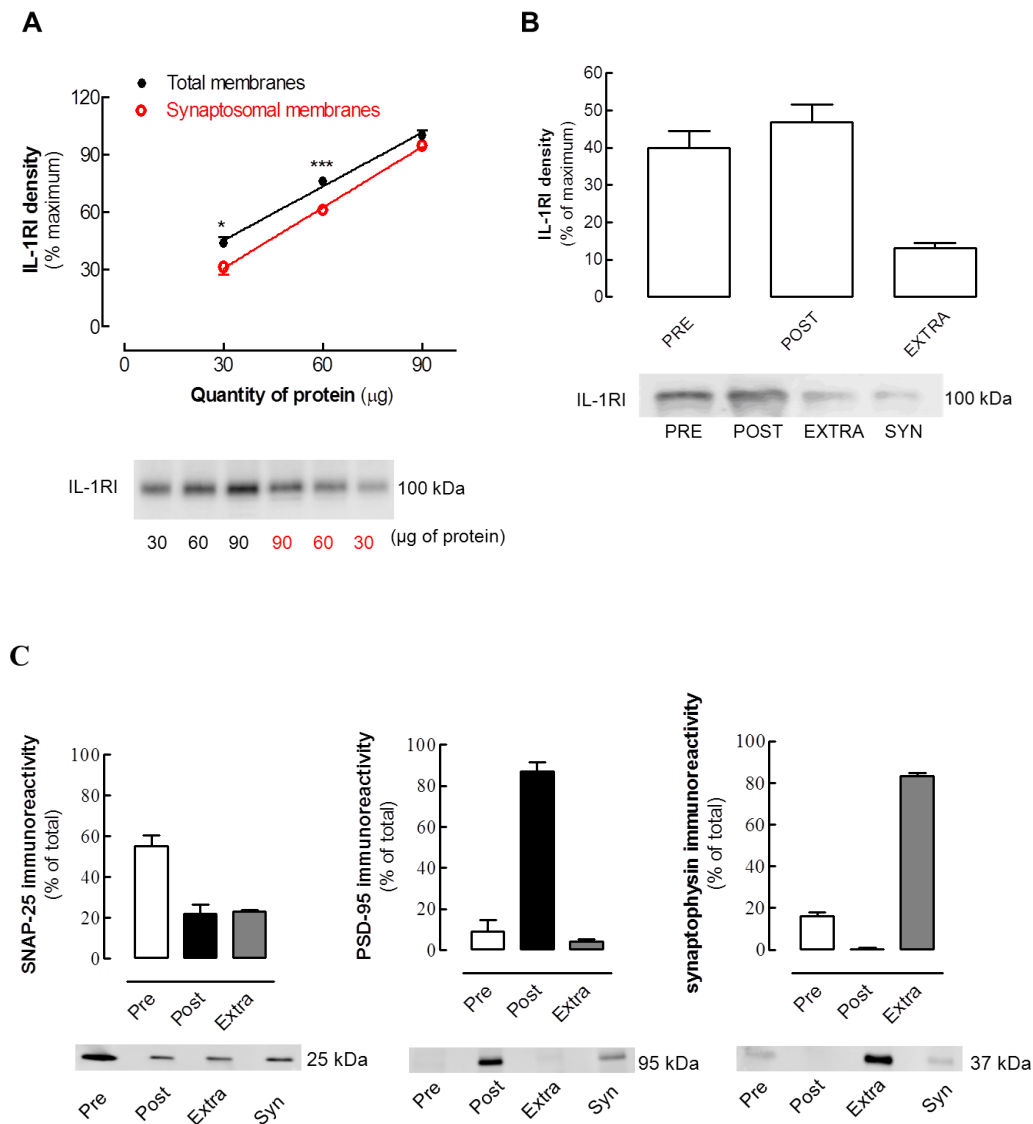 A
Total membranes
Synaptosomal membranes
120
90
60
30
0
IL-1RI density
(% maximum)
*
***
0 30 60 90
Quantity of protein (µg)
IL-1RI
100 kDa
30 60 90 90 60 30 (µg of protein)
B
60
50
40
30
20
10
0
IL-1RI density
(% of maximum)
PRE POST EXTRA
IL-1RI
100 kDa
PRE POST EXTRA SYN
C
SNAP-25 immunoreactivity
(% of total)
100
80
60
40
20
0
Pre Post Extra
25 kDa
Pre Post Extra Syn
PSD-95 immunoreactivity
(% of total)
100
80
60
40
20
0
Pre Post Extra
95 kDa
Pre Post Extra Syn
synaptophysin immunoreactivity
(% of total)
100
80
60
40
20
0
Pre Post Extra
37 kDa
Pre Post Extra Syn